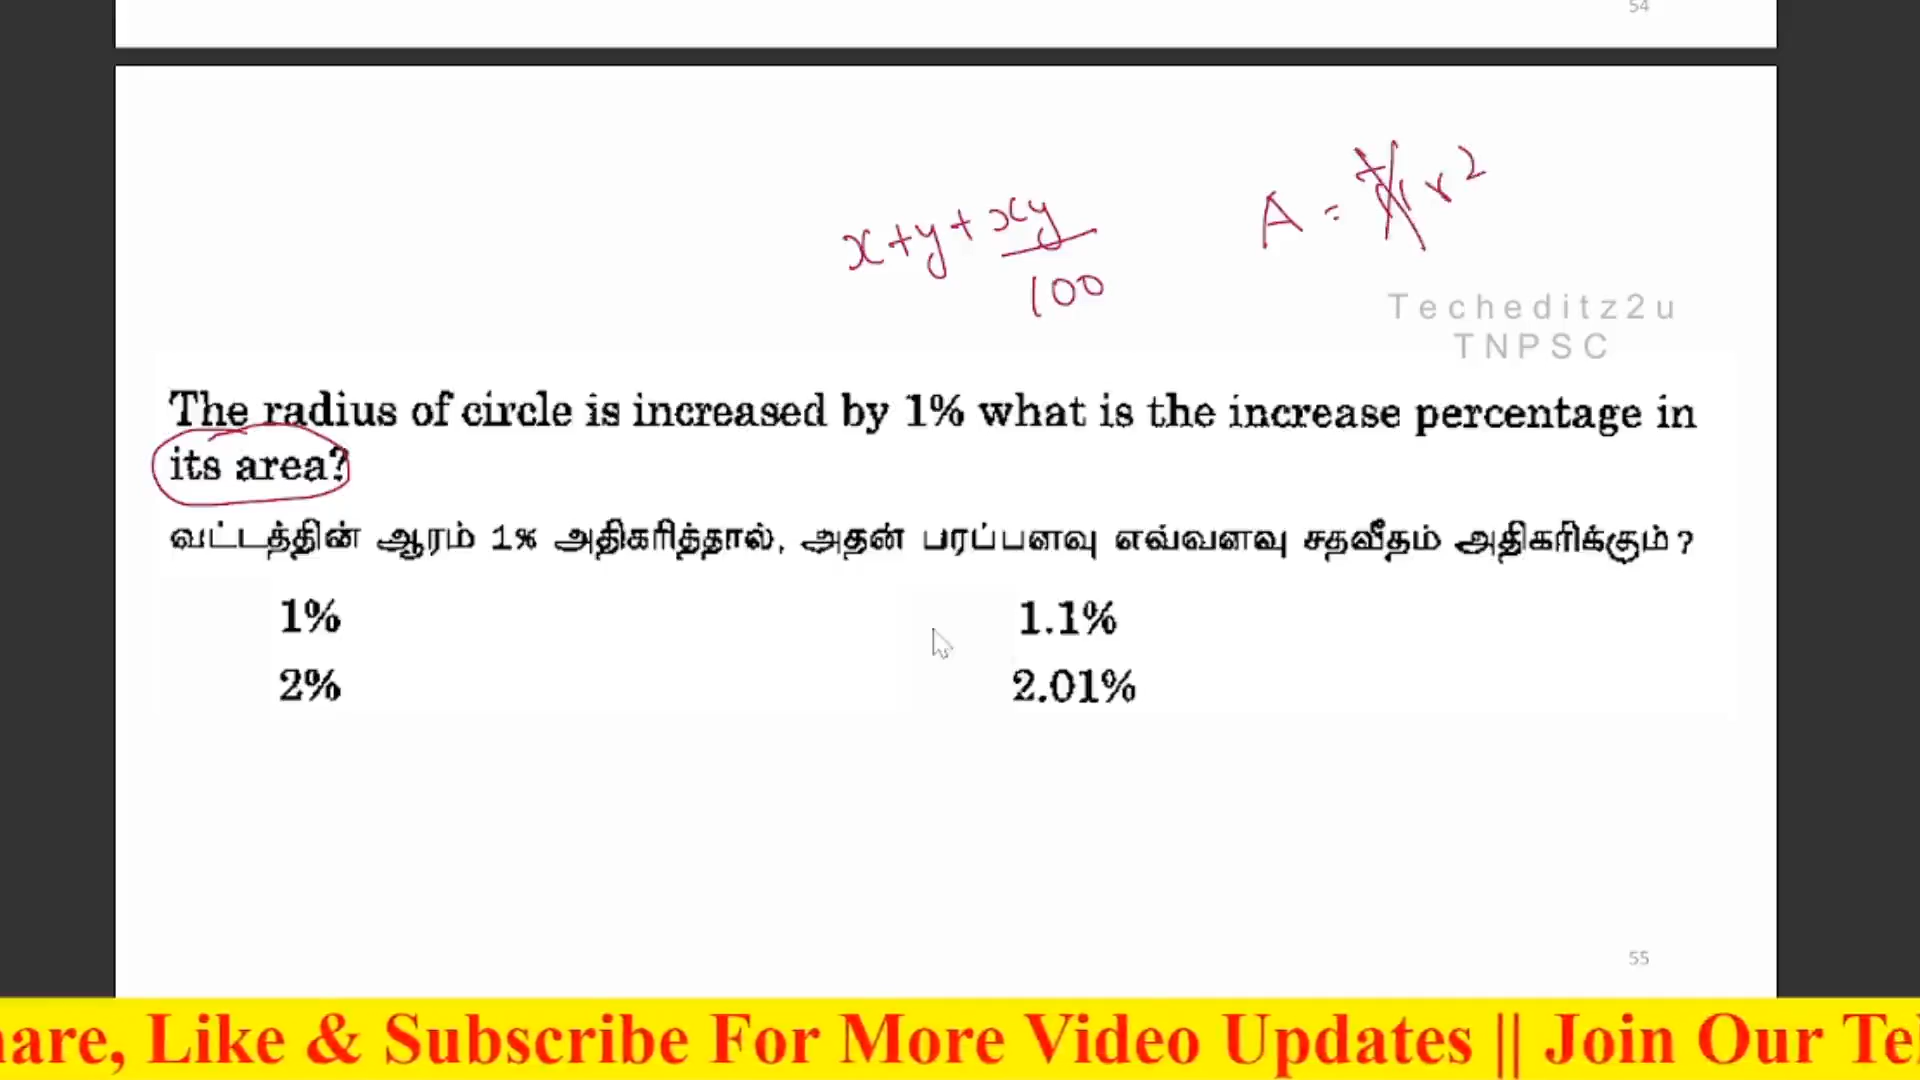 54
x+y+xy/100
A = πr²
Techeditz2u
TNPSC
The radius of circle is increased by 1% what is the increase percentage in
its area?
வட்டத்தின் ஆரம் 1% அதிகரித்தால், அதன் பரப்பளவு எவ்வளவு சதவீதம் அதிகரிக்கும் ?
1% 1.1%
2% 2.01%
55
hare, Like & Subscribe For More Video Updates || Join Our Te